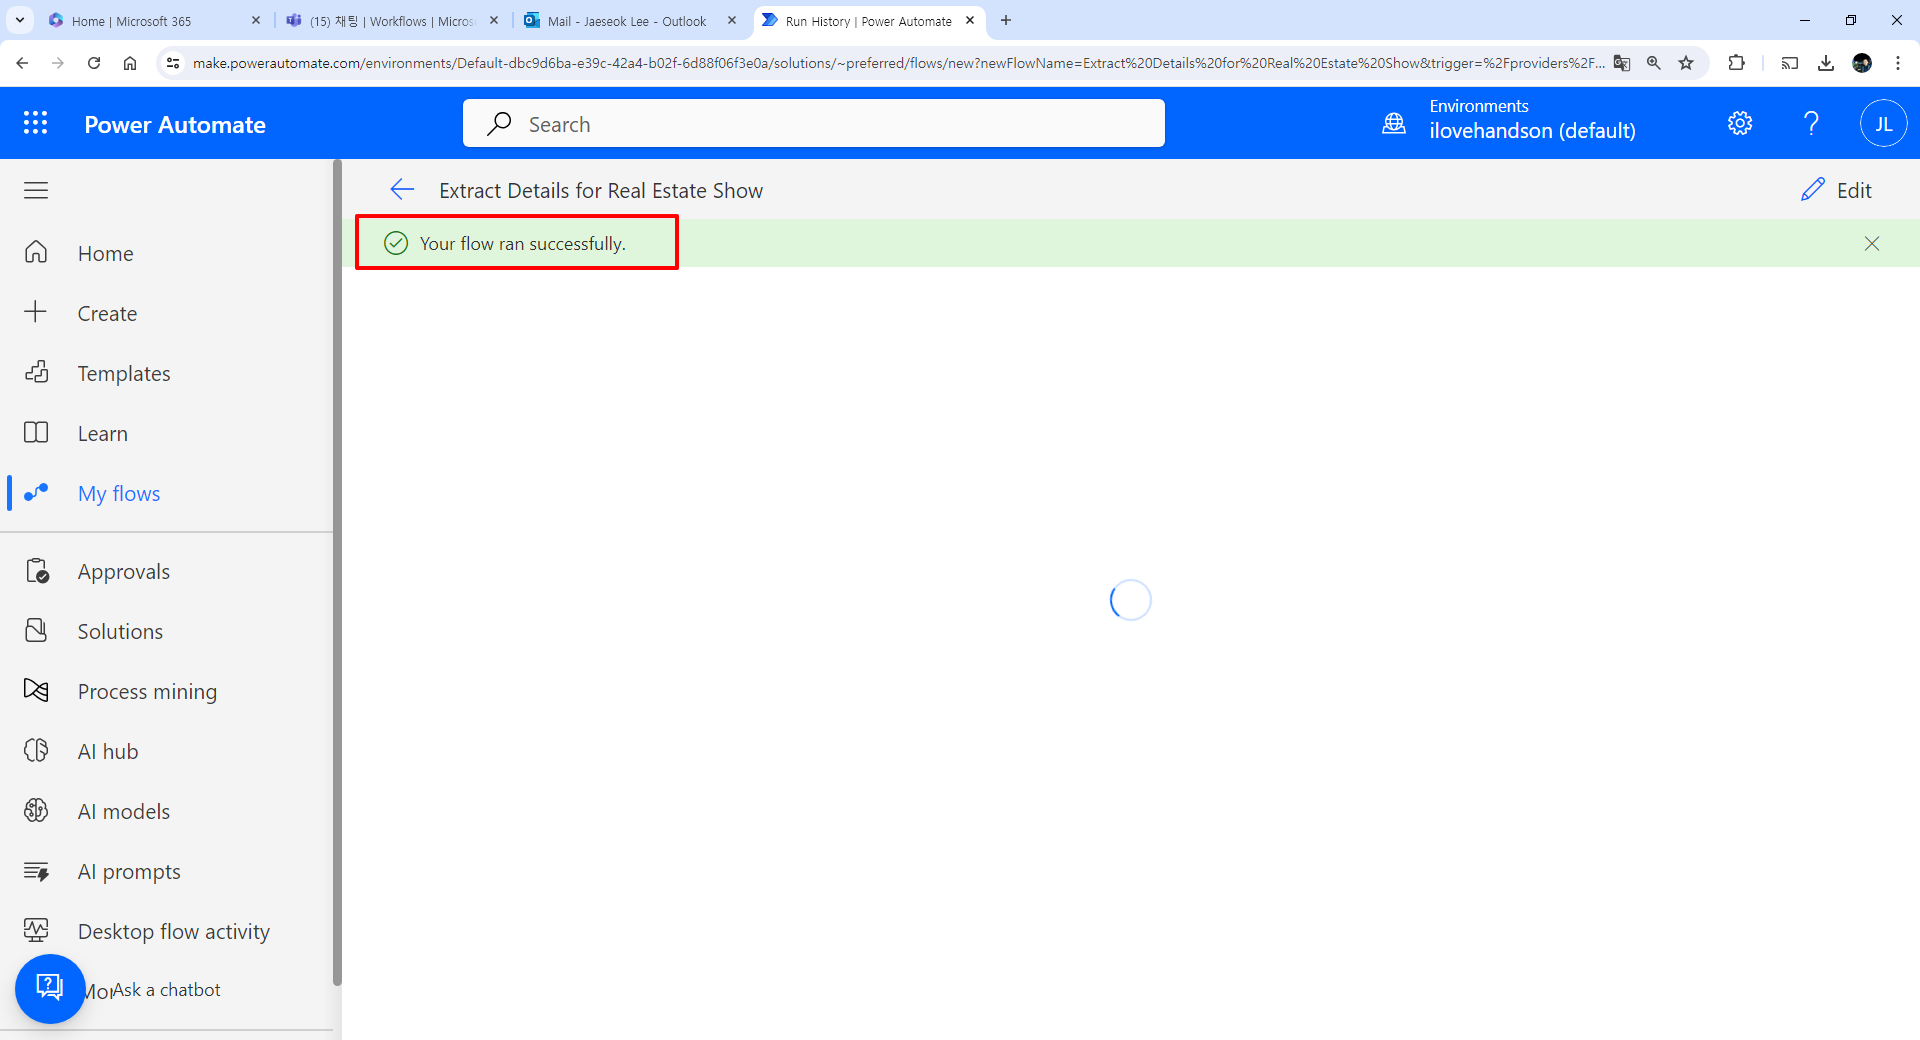 Home | Microsoft 365
(15) 채팅 | Workflows | Micros
Mail - Jaeseok Lee - Outlook
Run History | Power Automate
make.powerautomate.com/environments/Default-dbc9d6ba-e39c-42a4-b02f-6d88f06f3e0a/solutions/~preferred/flows/new?newFlowName=Extract%20Details%20for%20Real%20Estate%20Show&trigger=%2Fproviders%2F...
Power Automate
Search
Environments
ilovehandson (default)
JL
Extract Details for Real Estate Show
Edit
Your flow ran successfully.
Home
Create
Templates
Learn
My flows
Approvals
Solutions
Process mining
AI hub
AI models
AI prompts
Desktop flow activity
Mor
Ask a chatbot